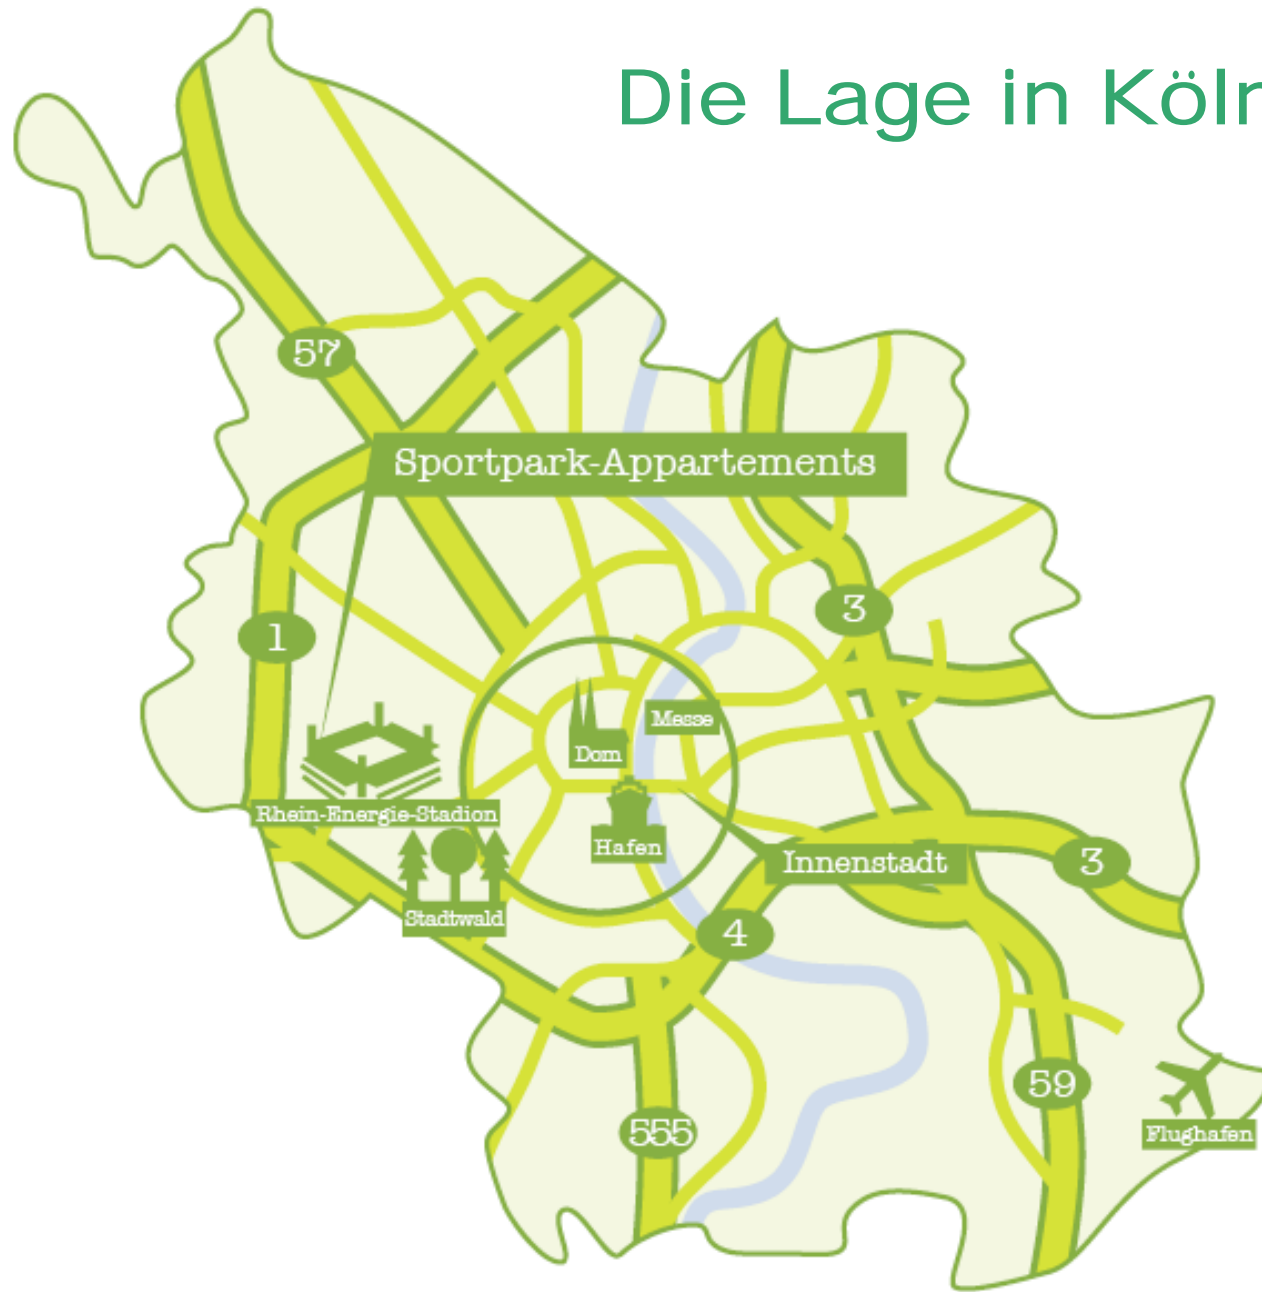 Die Lage in Köln
57
Sportpark-Appartements
3
1
Messe
Dom
Rhein-Energie-Stadion
Hafen
Innenstadt
3
Stadtwald
4
59
555
Flughafen